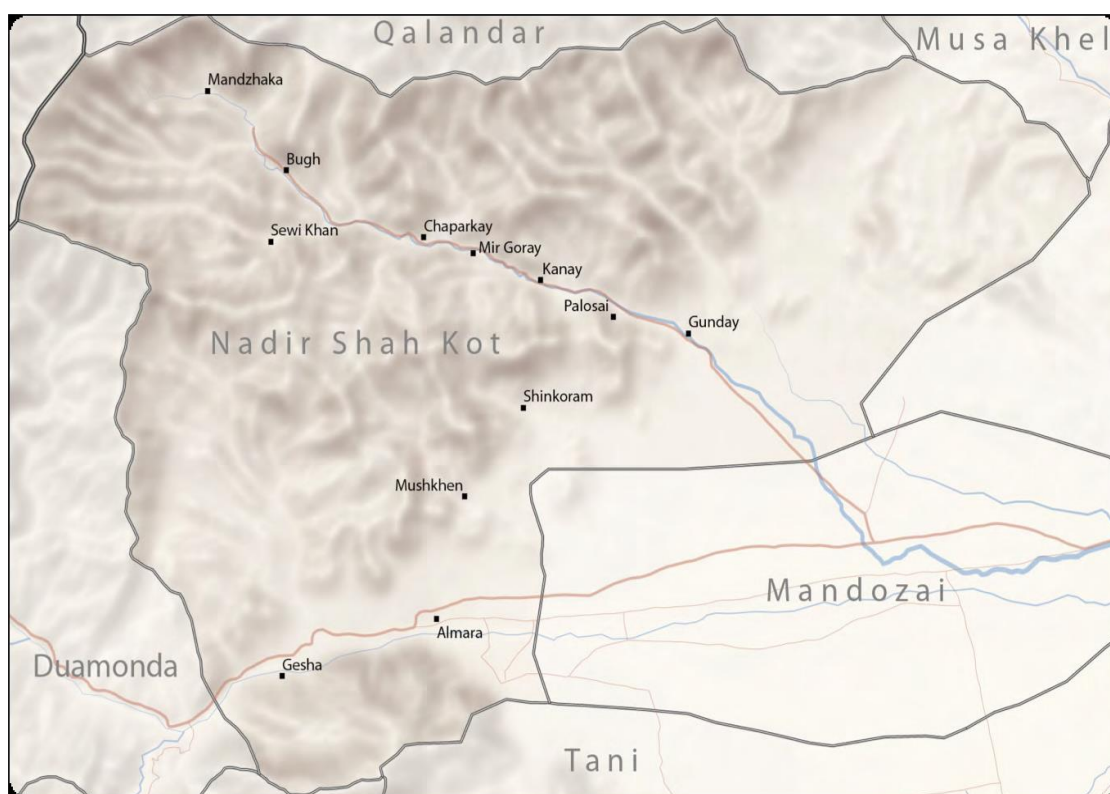 Qalandar
Musa Khel
Mandzhaka
Bugh
Sewi Khan
Chaparkay
Mir Goray
Kanay
Palosai
Gunday
Nadir Shah Kot
Shinkoram
Mushkhen
Mandozai
Almara
Duamonda
Gesha
Tani